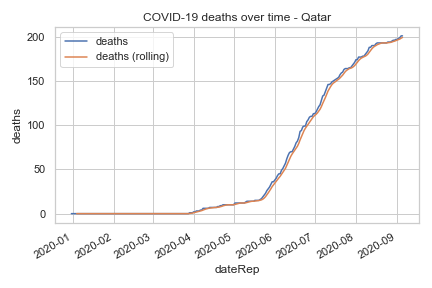 COVID-19 deaths over time - Qatar
deaths
deaths (rolling)
200
150
100
50
0
deaths
2020-01
2020-02
2020-03
2020-04
2020-05
2020-06
2020-07
2020-08
2020-09
dateRep